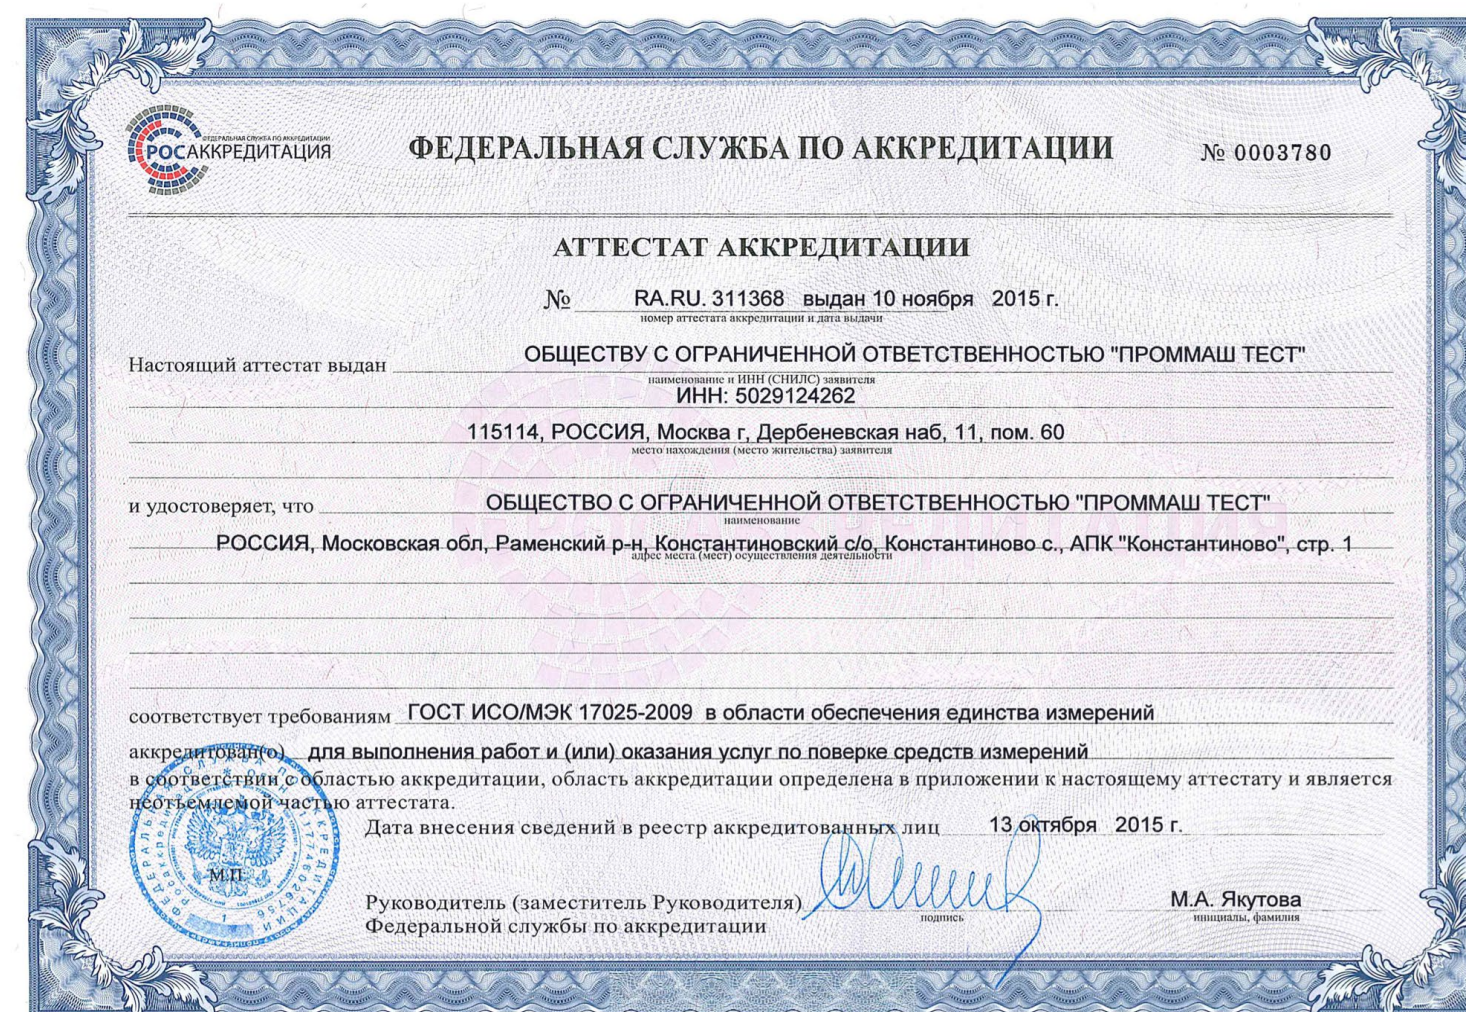 ФЕДЕРАЛЬНАЯ СЛУЖБА ПО АККРЕДИТАЦИИ
РОСАККРЕДИТАЦИЯ
ФЕДЕРАЛЬНАЯ СЛУЖБА ПО АККРЕДИТАЦИИ
№ 0003780
АТТЕСТАТ АККРЕДИТАЦИИ
№ RA.RU. 311368 выдан 10 ноября 2015 г.
номер аттестата аккредитации и дата выдачи
Настоящий аттестат выдан ОБЩЕСТВУ С ОГРАНИЧЕННОЙ ОТВЕТСТВЕННОСТЬЮ "ПРОММАШ ТЕСТ"
наименование и ИНН (СНИЛС) заявителя
ИНН: 5029124262
115114, РОССИЯ, Москва г, Дербеневская наб, 11, пом. 60
место нахождения (место жительства) заявителя
и удостоверяет, что ОБЩЕСТВО С ОГРАНИЧЕННОЙ ОТВЕТСТВЕННОСТЬЮ "ПРОММАШ ТЕСТ"
наименование
РОССИЯ, Московская обл, Раменский р-н, Константиновский с/о, Константиново с., АПК "Константиново", стр. 1
адрес места (мест) осуществления деятельности
соответствует требованиям ГОСТ ИСО/МЭК 17025-2009 в области обеспечения единства измерений
аккредитован(о) для выполнения работ и (или) оказания услуг по поверке средств измерений
в соответствии с областью аккредитации, область аккредитации определена в приложении к настоящему аттестату и является
неотъемлемой частью аттестата.
Дата внесения сведений в реестр аккредитованных лиц 13 октября 2015 г.
М.П.
Руководитель (заместитель Руководителя)
Федеральной службы по аккредитации
подпись
М.А. Якутова
инициалы, фамилия